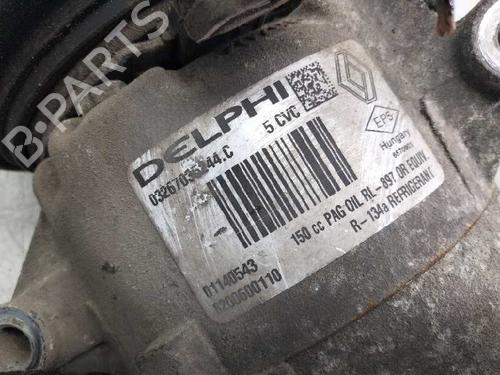 B-PARTS
DELPHI
5 CVC
EPS
Hungary
150 cc PAG OIL RL-897 OR EQUIV.
R-134a REFRIGERANT
01140543
8200600110